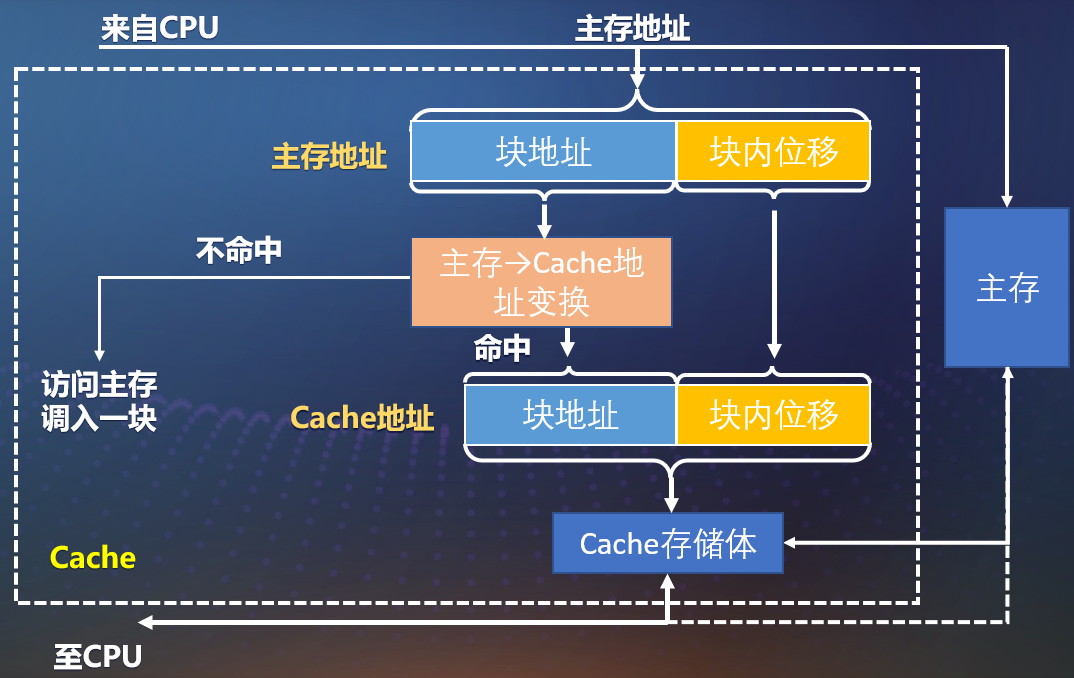 来自CPU
主存地址
主存地址
块地址
块内位移
不命中
主存→Cache地
址变换
主存
命中
访问主存
调入一块
Cache地址
块地址
块内位移
Cache存储体
Cache
至CPU